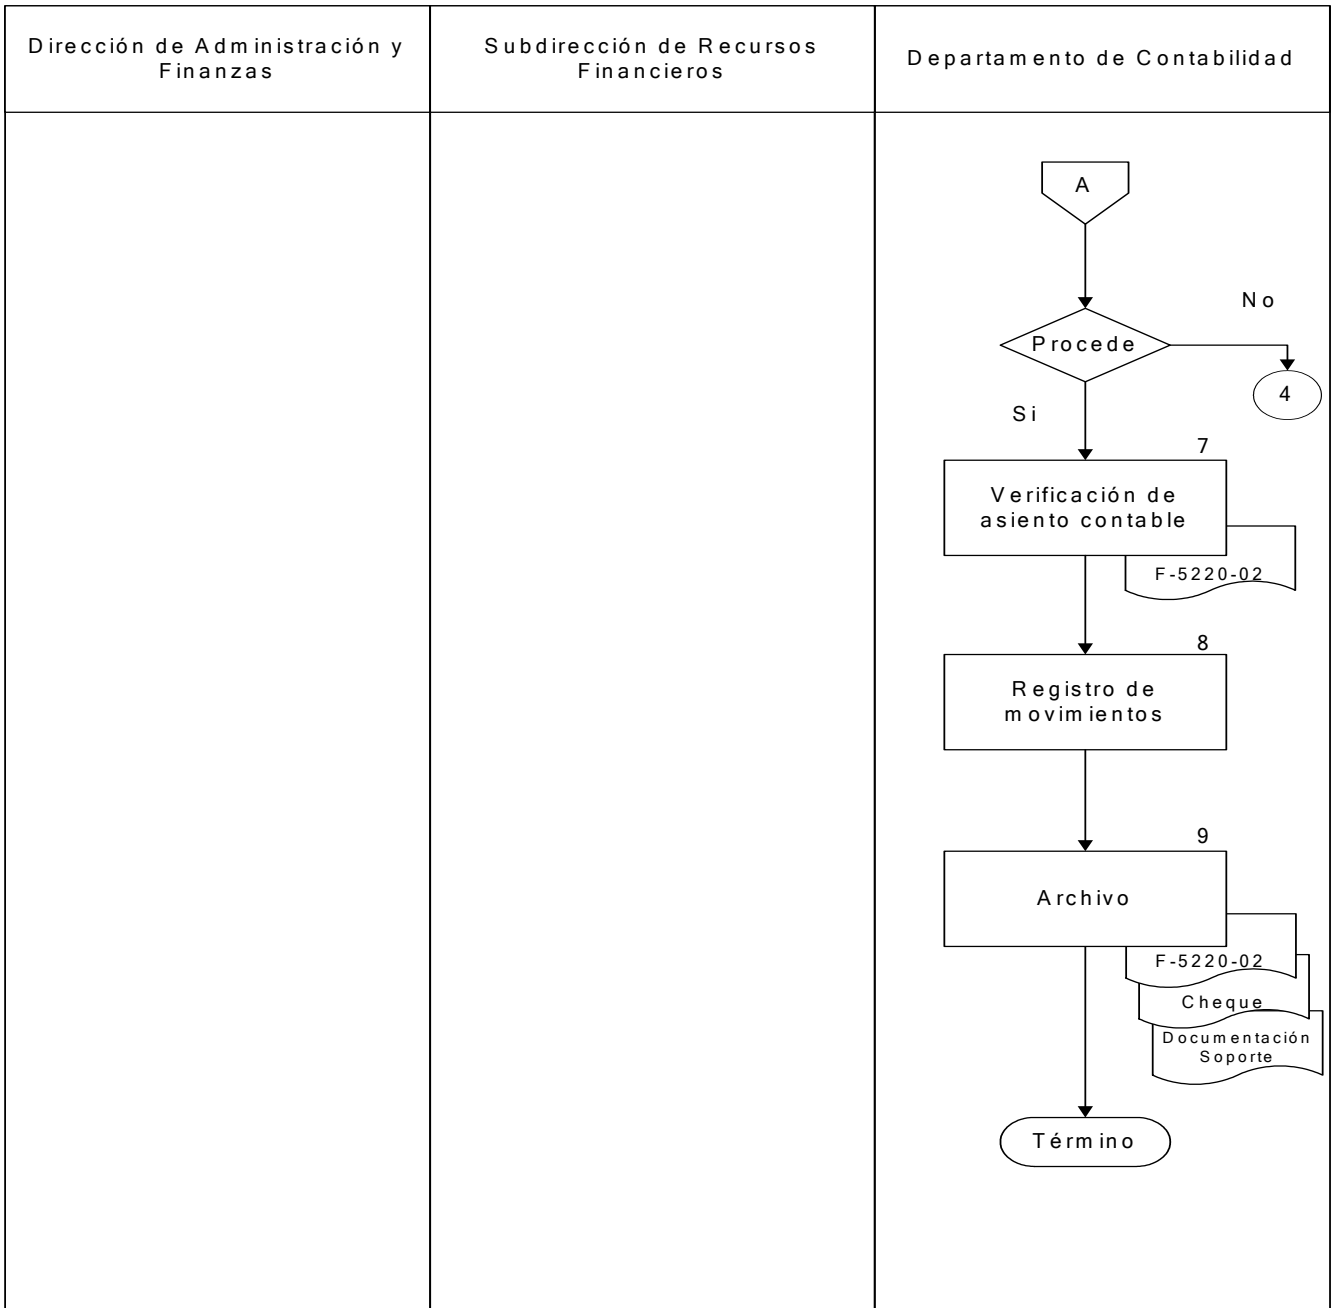 Dirección de Administración y
Finanzas
Subdirección de Recursos
Financieros
Departamento de Contabilidad
A
No
Procede
4
Si
7
Verificación de
asiento contable
F-5220-02
8
Registro de
movimientos
9
Archivo
F-5220-02
Cheque
Documentación
Soporte
Término